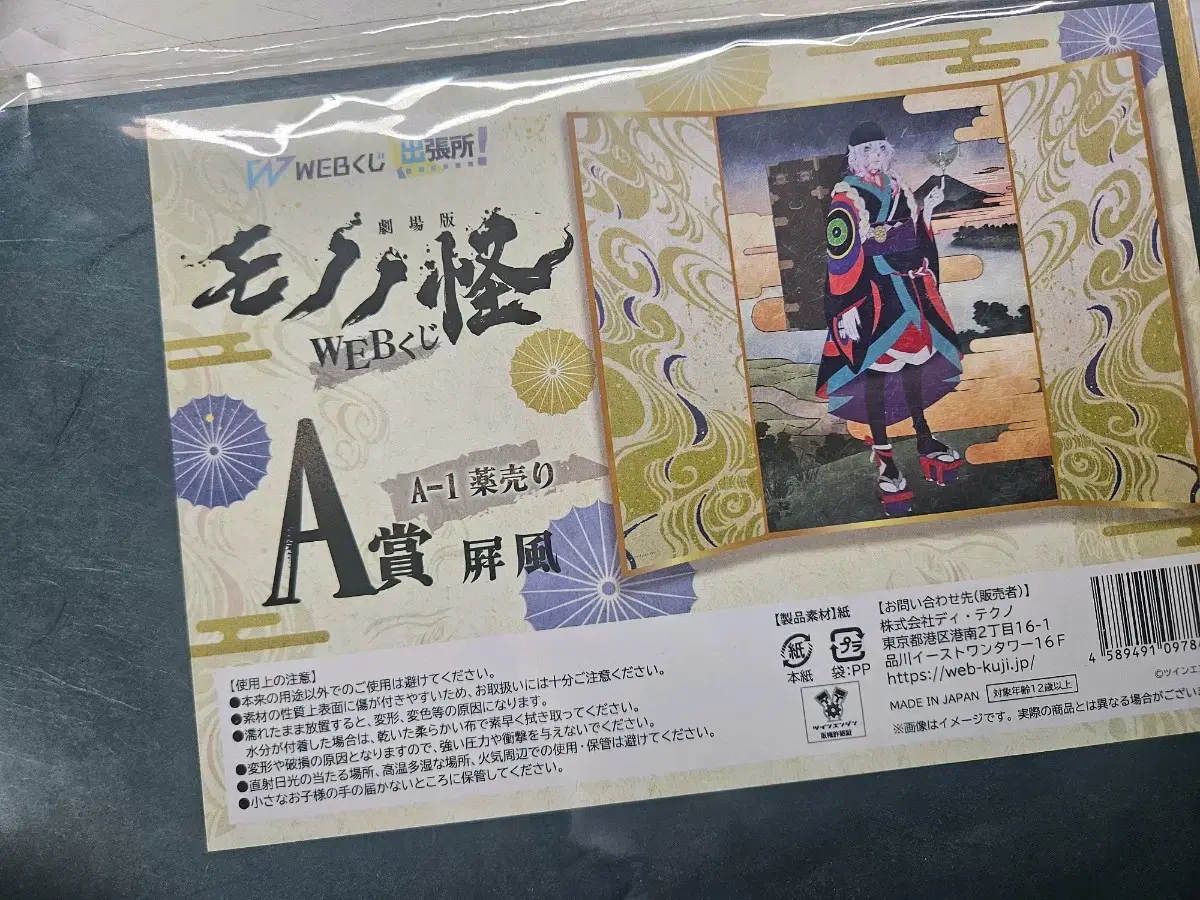 WEBくじ 出張所!
劇場版
モノノ怪
WEBくじ
A-1 薬売り
A賞 屛風
【使用上の注意】
●本来の用途以外でのご使用は避けてください。
●素材の性質上表面に傷が付きやすいため、お取扱いには十分ご注意ください。
●濡れたまま放置すると、変形、変色等の原因になります。
水分が付着した場合は、乾いた柔らかい布で素早く拭き取ってください。
●変形や破損の原因となりますので、強い圧力や衝撃を与えないでください。
●直射日光の当たる場所、高温多湿な場所、火気周辺での使用・保管は避けてください。
●小さなお子様の手の届かないところに保管してください。
【製品素材】紙
紙
本紙
プラ
袋:PP
ツインエンジン
【お問い合わせ先(販売者)】
株式会社ディ・テクノ
東京都港区港南2丁目16-1
品川イーストワンタワー16F
https://web-kuji.jp/
MADE IN JAPAN 対象年齢12歳以上
※画像はイメージです。実際の商品とは異なる場合がござい
4 589491 0978
©ツインエ